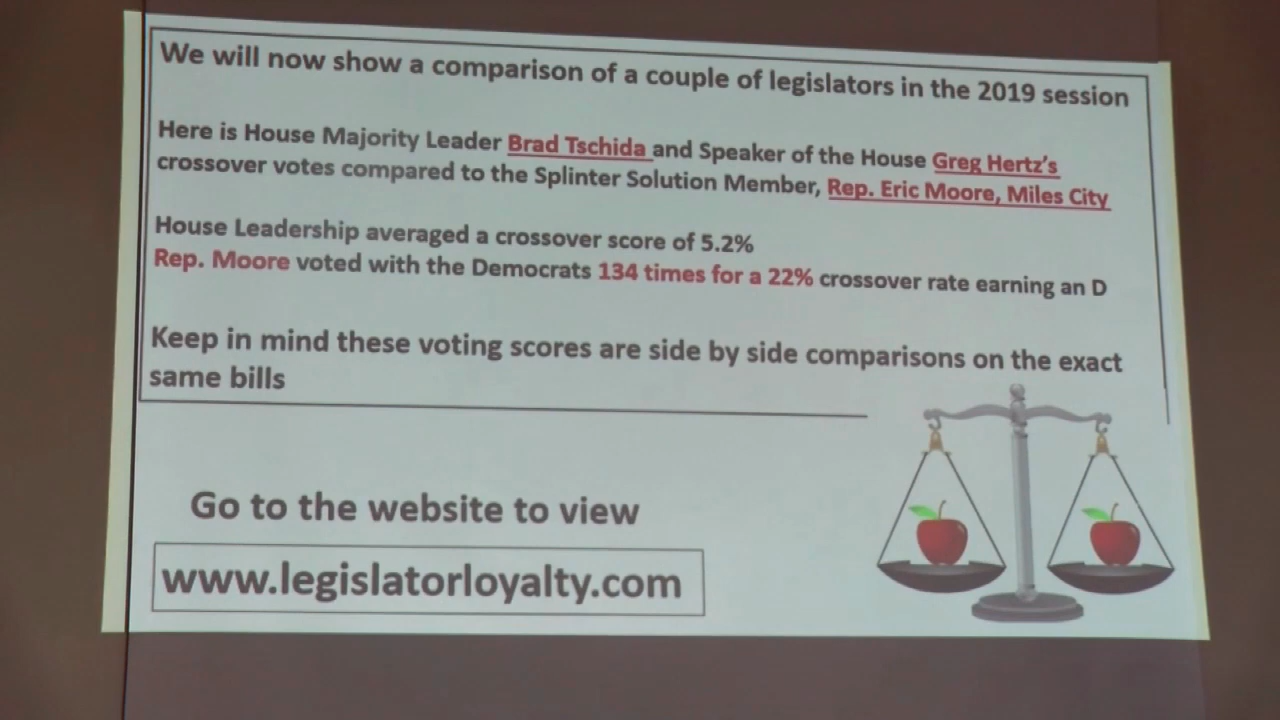 We will now show a comparison of a couple of legislators in the 2019 session
Here is House Majority Leader Brad Tschida and Speaker of the House Greg Hertz's
crossover votes compared to the Splinter Solution Member, Rep. Eric Moore, Miles City
House Leadership averaged a crossover score of 5.2%
Rep. Moore voted with the Democrats 134 times for a 22% crossover rate earning an D
Keep in mind these voting scores are side by side comparisons on the exact
same bills
Go to the website to view
www.legislatorloyalty.com